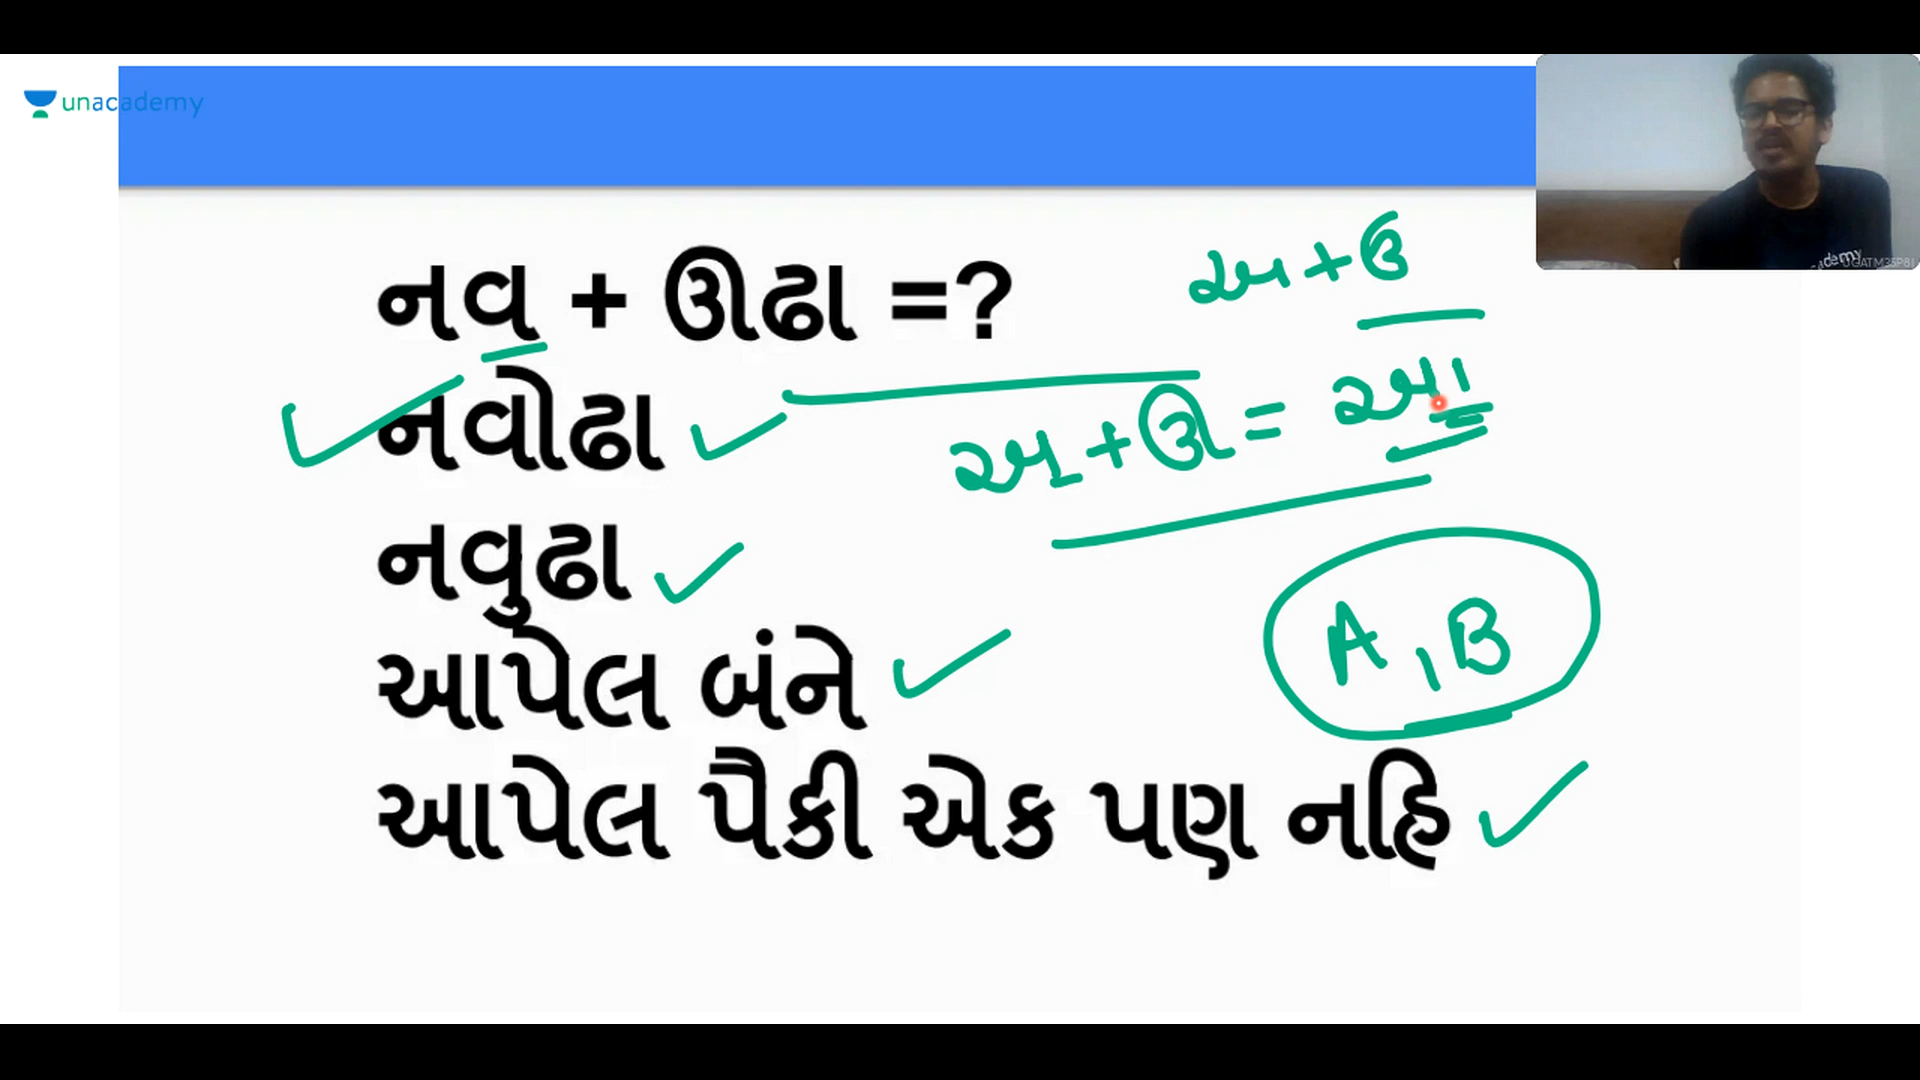 unacademy
નવ + ઊઢા =?
અ+ઉ
નવોઢા
અ+ઊ =
નવુઢા
A,B
આપેલ બંને
આપેલ પૈકી એક પણ નહિ